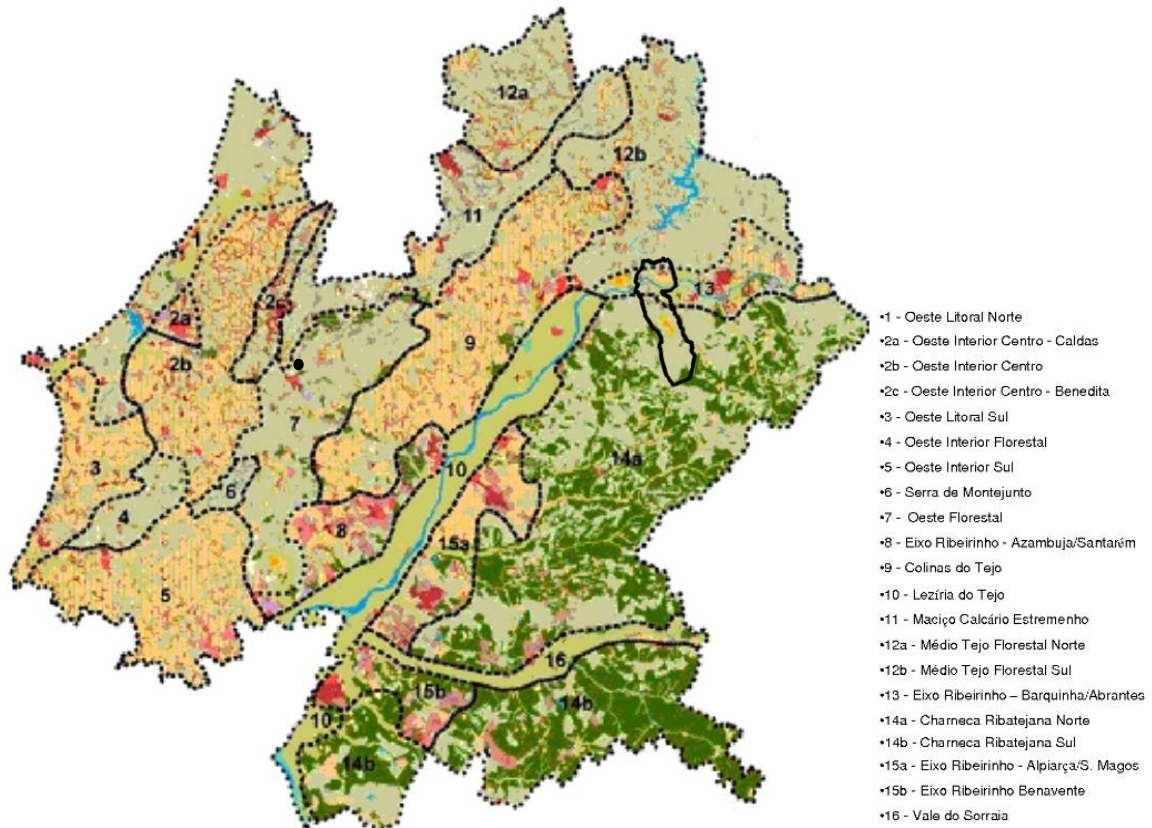 12a
12b
11
1
2a
2c
13
2b
9
7
14a
3
10
6
4
8
15a
5
16
15b
14b
10
14b
•1 - Oeste Litoral Norte
•2a - Oeste Interior Centro - Caldas
•2b - Oeste Interior Centro
•2c - Oeste Interior Centro - Benedita
•3 - Oeste Litoral Sul
•4 - Oeste Interior Florestal
•5 - Oeste Interior Sul
•6 - Serra de Montejunto
•7 - Oeste Florestal
•8 - Eixo Ribeirinho - Azambuja/Santarém
•9 - Colinas do Tejo
•10 - Lezíria do Tejo
•11 - Maciço Calcário Estremenho
•12a - Médio Tejo Florestal Norte
•12b - Médio Tejo Florestal Sul
•13 - Eixo Ribeirinho – Barquinha/Abrantes
•14a - Charneca Ribatejana Norte
•14b - Charneca Ribatejana Sul
•15a - Eixo Ribeirinho - Alpiarça/S. Magos
•15b - Eixo Ribeirinho Benavente
•16 - Vale do Sorraia